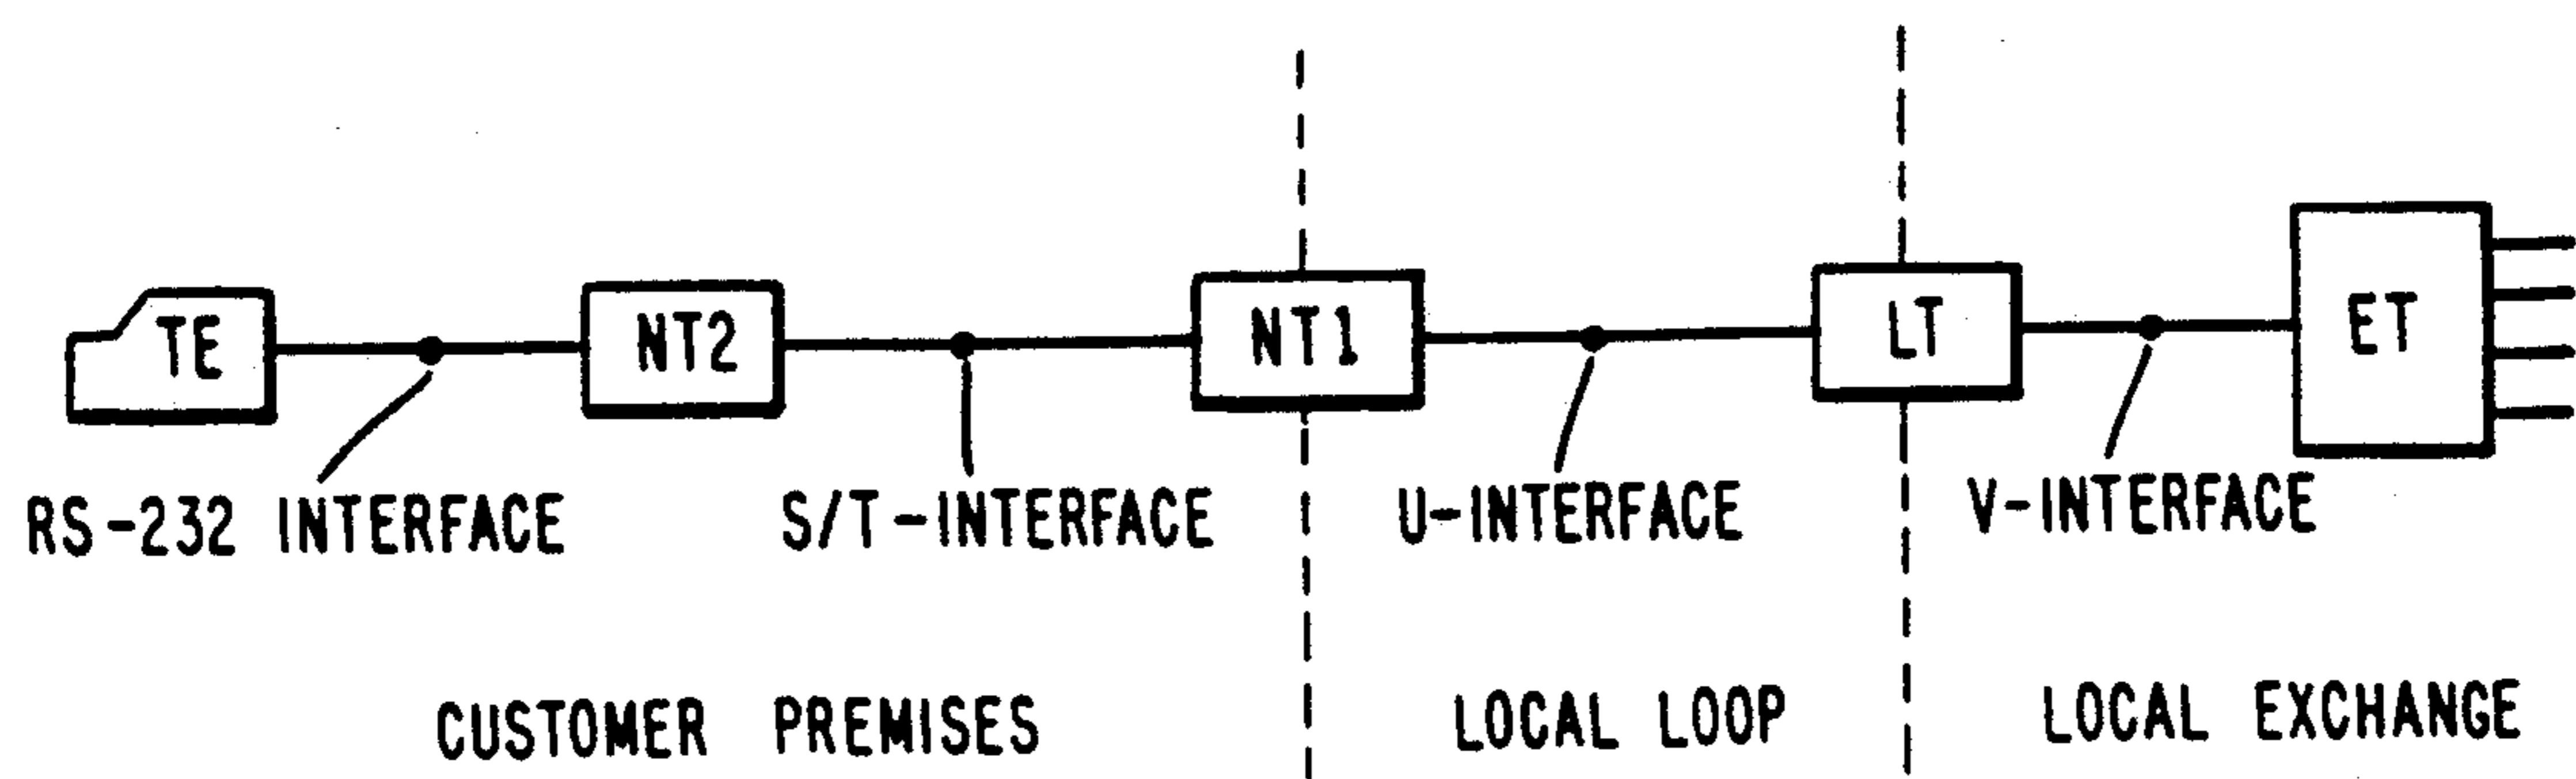 TE
NT2
NT1
LT
ET
RS-232 INTERFACE
S/T-INTERFACE
U-INTERFACE
V-INTERFACE
CUSTOMER PREMISES
LOCAL LOOP
LOCAL EXCHANGE